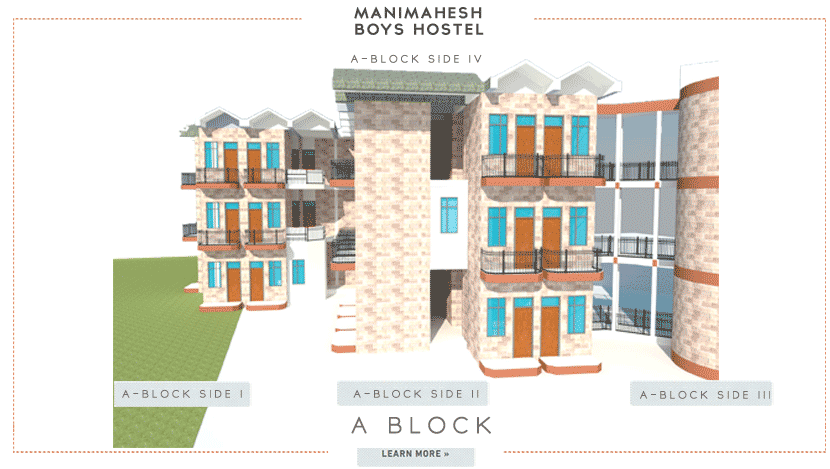 MANIMAHESH
BOYS HOSTEL
A-BLOCK SIDE IV
A-BLOCK SIDE I
A-BLOCK SIDE II
A-BLOCK SIDE III
A BLOCK
LEARN MORE »